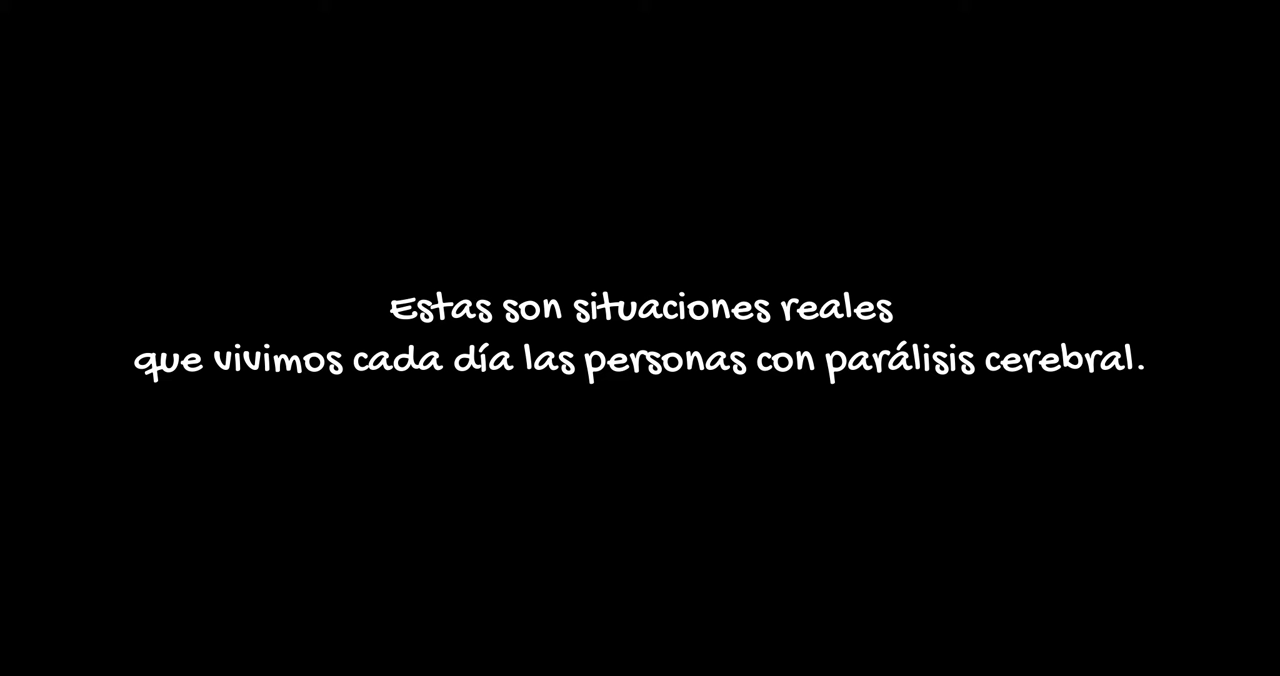 Estas son situaciones reales
que vivimos cada día las personas con parálisis cerebral.